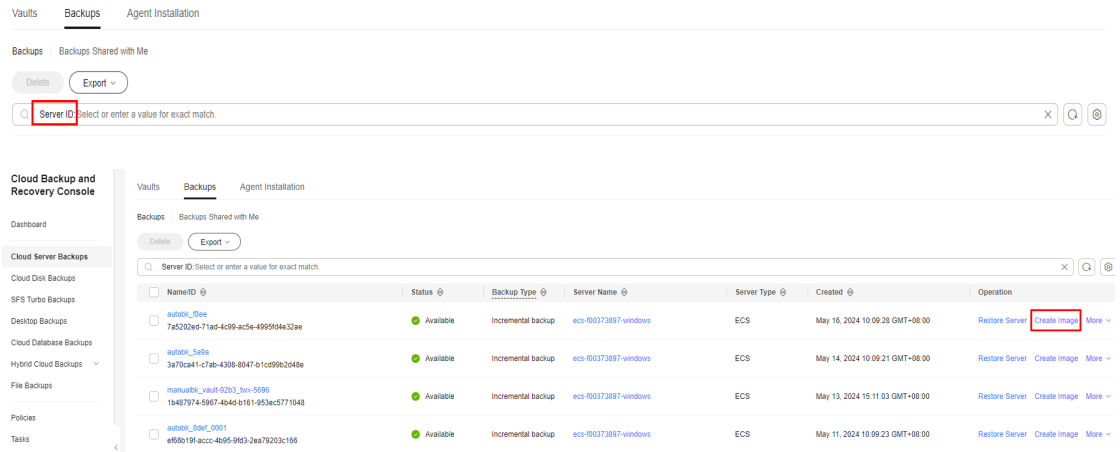 Vaults Backups Agent Installation
Backups Backups Shared with Me
Delete Export
Server ID: Select or enter a value for exact match.
Cloud Backup and
Recovery Console
Dashboard
Cloud Server Backups
Cloud Disk Backups
SFS Turbo Backups
Desktop Backups
Cloud Database Backups
Hybrid Cloud Backups
File Backups
Policies
Tasks
Vaults Backups Agent Installation
Backups Backups Shared with Me
Delete Export
Server ID: Select or enter a value for exact match.
Name/ID Status Backup Type Server Name Server Type Created Operation
autobk_f8ee
7a5202ed-71ad-4c99-ac5e-4995fd4e32ae Available Incremental backup ecs-f00373897-windows ECS May 16, 2024 10:09:28 GMT+08:00 Restore Server Create Image More
autobk_5a9a
3a70ca41-c7ab-4308-8047-b1cd99b2d48e Available Incremental backup ecs-f00373897-windows ECS May 14, 2024 10:09:21 GMT+08:00 Restore Server Create Image More
manualbk_vault-92b3_twx-5696
1b487974-5967-4b4d-b161-953ec5771048 Available Incremental backup ecs-f00373897-windows ECS May 13, 2024 15:11:03 GMT+08:00 Restore Server Create Image More
autobk_8def_0001
ef66b19f-accc-4b95-9fd3-2ea79203c166 Available Incremental backup ecs-f00373897-windows ECS May 11, 2024 10:09:23 GMT+08:00 Restore Server Create Image More